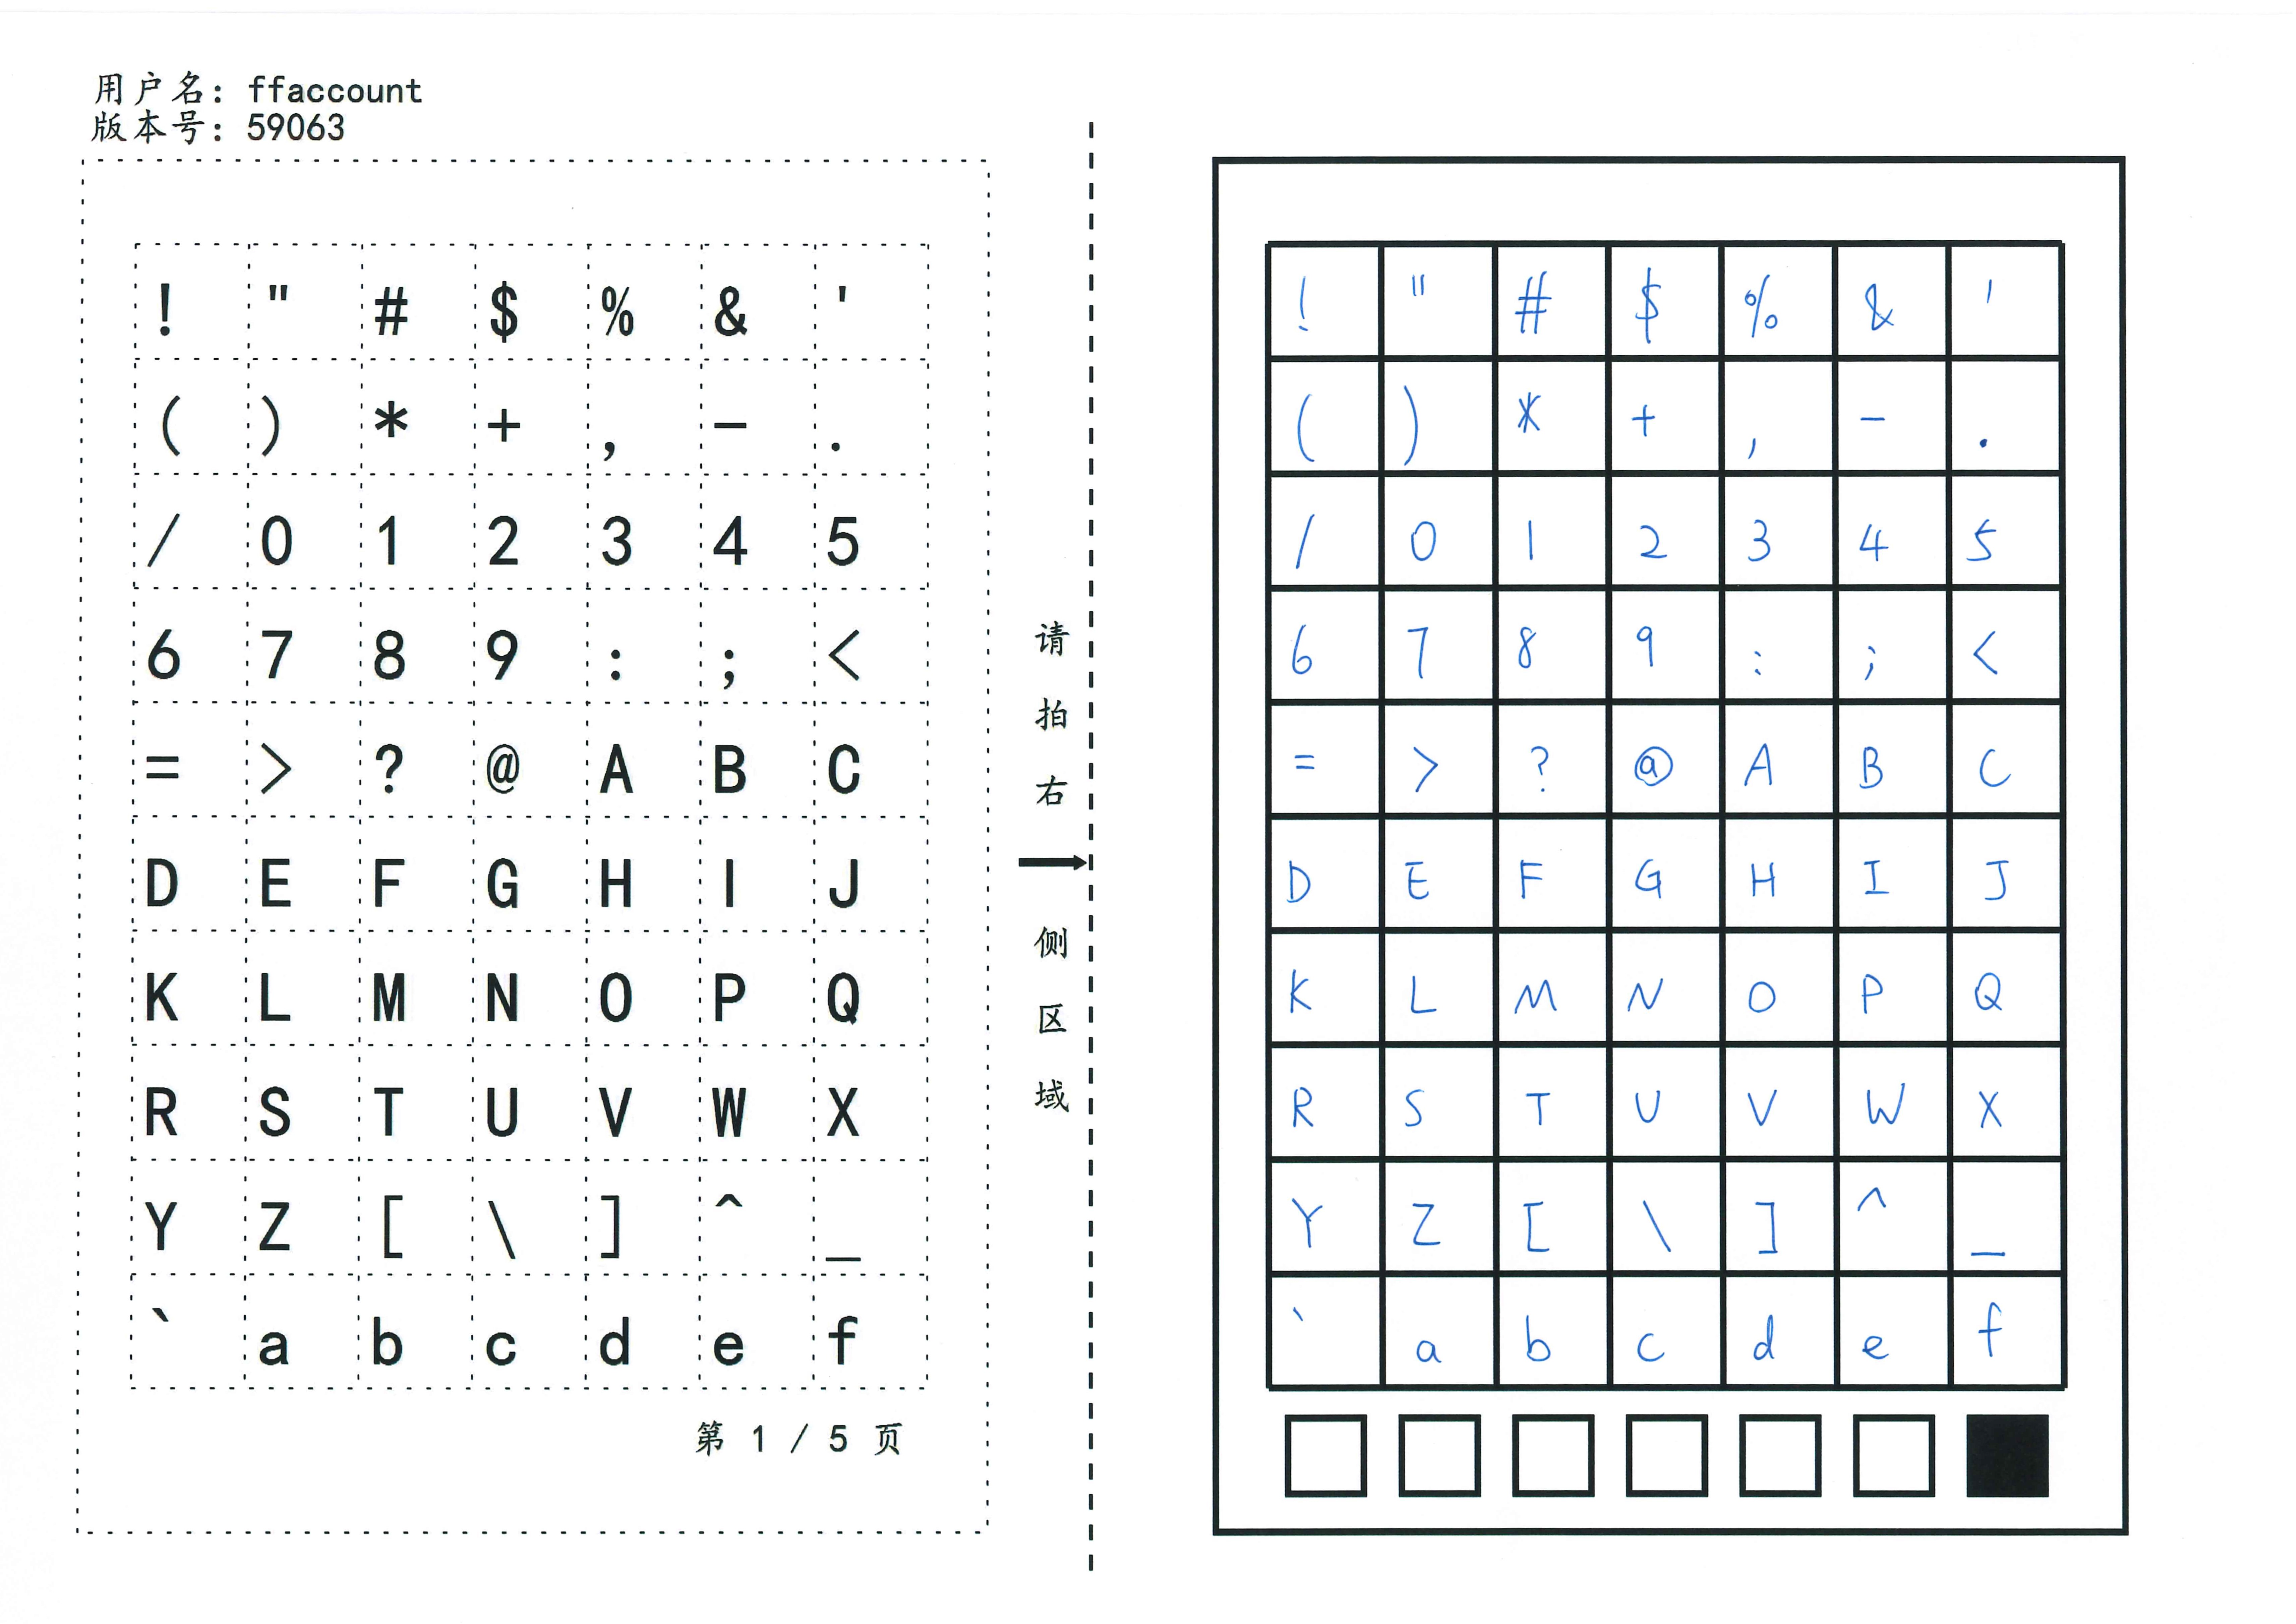 用户名: ffaccount
版本号: 59063
! " # $ % & '
( ) * + , - .
/ 0 1 2 3 4 5
6 7 8 9 : ; <
= > ? @ A B C
D E F G H I J
K L M N O P Q
R S T U V W X
Y Z [ \ ] ^ _
` a b c d e f
第 1 / 5 页
请拍右→侧区域
! " # $ % & '
( ) * + , - .
/ 0 1 2 3 4 5
6 7 8 9 : ; <
= > ? @ A B C
D E F G H I J
K L M N O P Q
R S T U V W X
Y Z [ \ ] ^ _
` a b c d e f